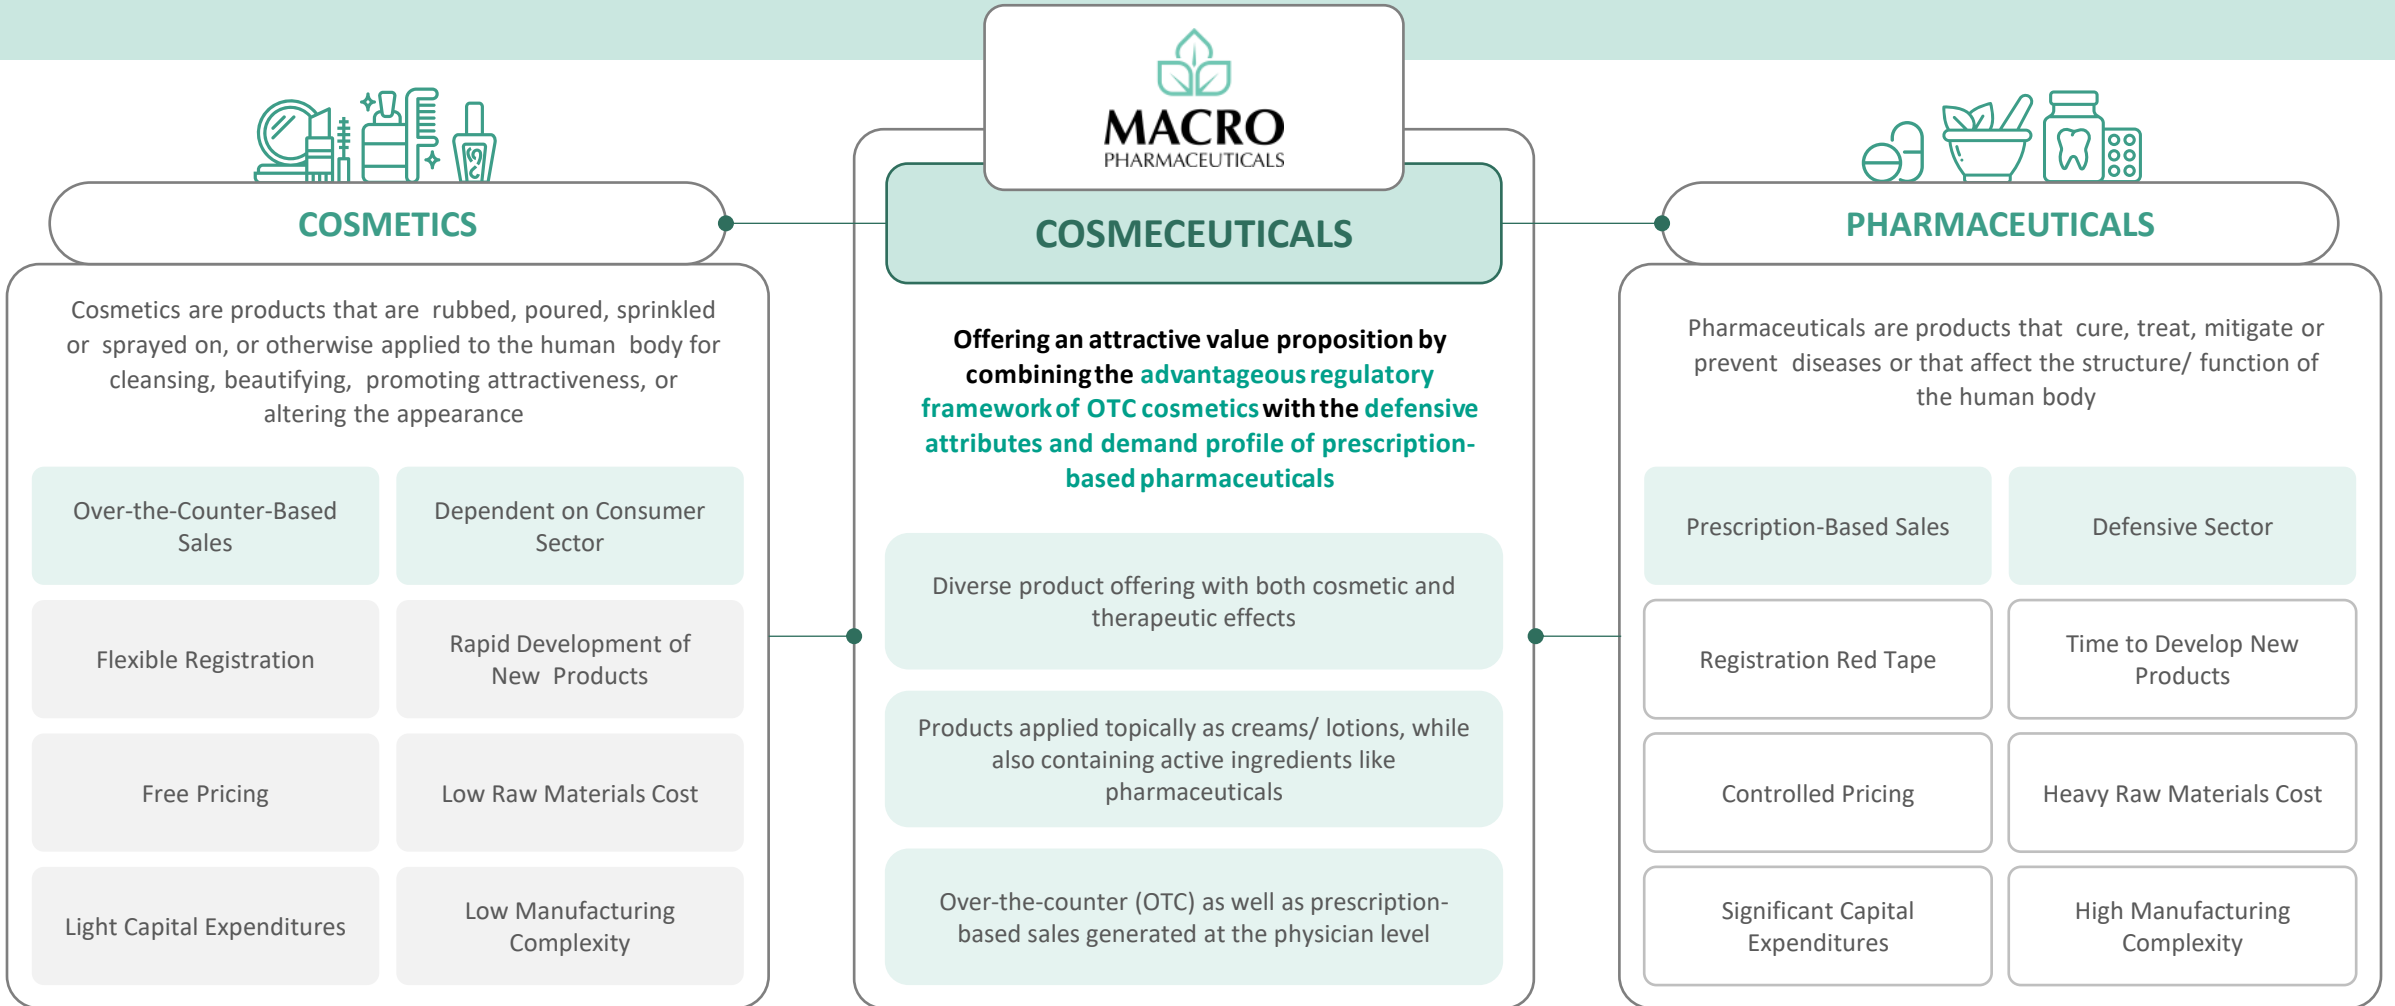 MACRO
PHARMACEUTICALS
COSMETICS
Cosmetics are products that are rubbed, poured, sprinkled
or sprayed on, or otherwise applied to the human body for
cleansing, beautifying, promoting attractiveness, or
altering the appearance
Over-the-Counter-Based
Sales
Dependent on Consumer
Sector
Flexible Registration
Rapid Development of
New Products
Free Pricing
Low Raw Materials Cost
Light Capital Expenditures
Low Manufacturing
Complexity
COSMECEUTICALS
Offering an attractive value proposition by
combining the advantageous regulatory
framework of OTC cosmetics with the defensive
attributes and demand profile of prescription-
based pharmaceuticals
Diverse product offering with both cosmetic and
therapeutic effects
Products applied topically as creams/ lotions, while
also containing active ingredients like
pharmaceuticals
Over-the-counter (OTC) as well as prescription-
based sales generated at the physician level
PHARMACEUTICALS
Pharmaceuticals are products that cure, treat, mitigate or
prevent diseases or that affect the structure/ function of
the human body
Prescription-Based Sales
Defensive Sector
Registration Red Tape
Time to Develop New
Products
Controlled Pricing
Heavy Raw Materials Cost
Significant Capital
Expenditures
High Manufacturing
Complexity